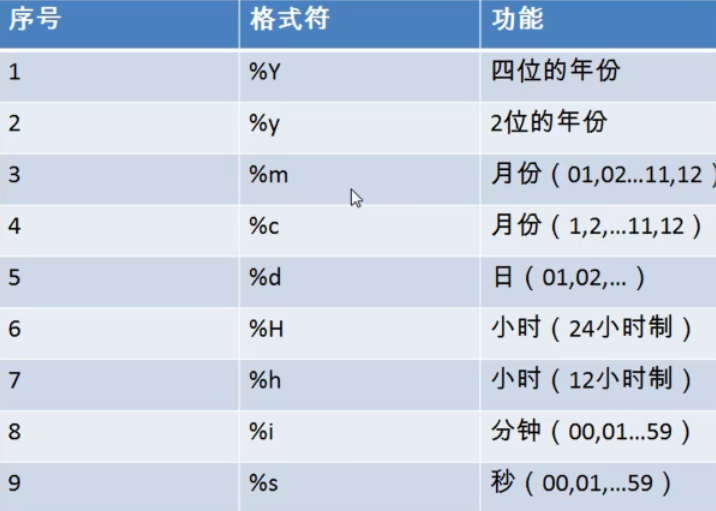 序号 格式符 功能
1 %Y 四位的年份
2 %y 2位的年份
3 %m 月份（01,02…11,12）
4 %c 月份（1,2,…11,12）
5 %d 日（01,02,…）
6 %H 小时（24小时制）
7 %h 小时（12小时制）
8 %i 分钟（00,01…59）
9 %s 秒（00,01,…59）